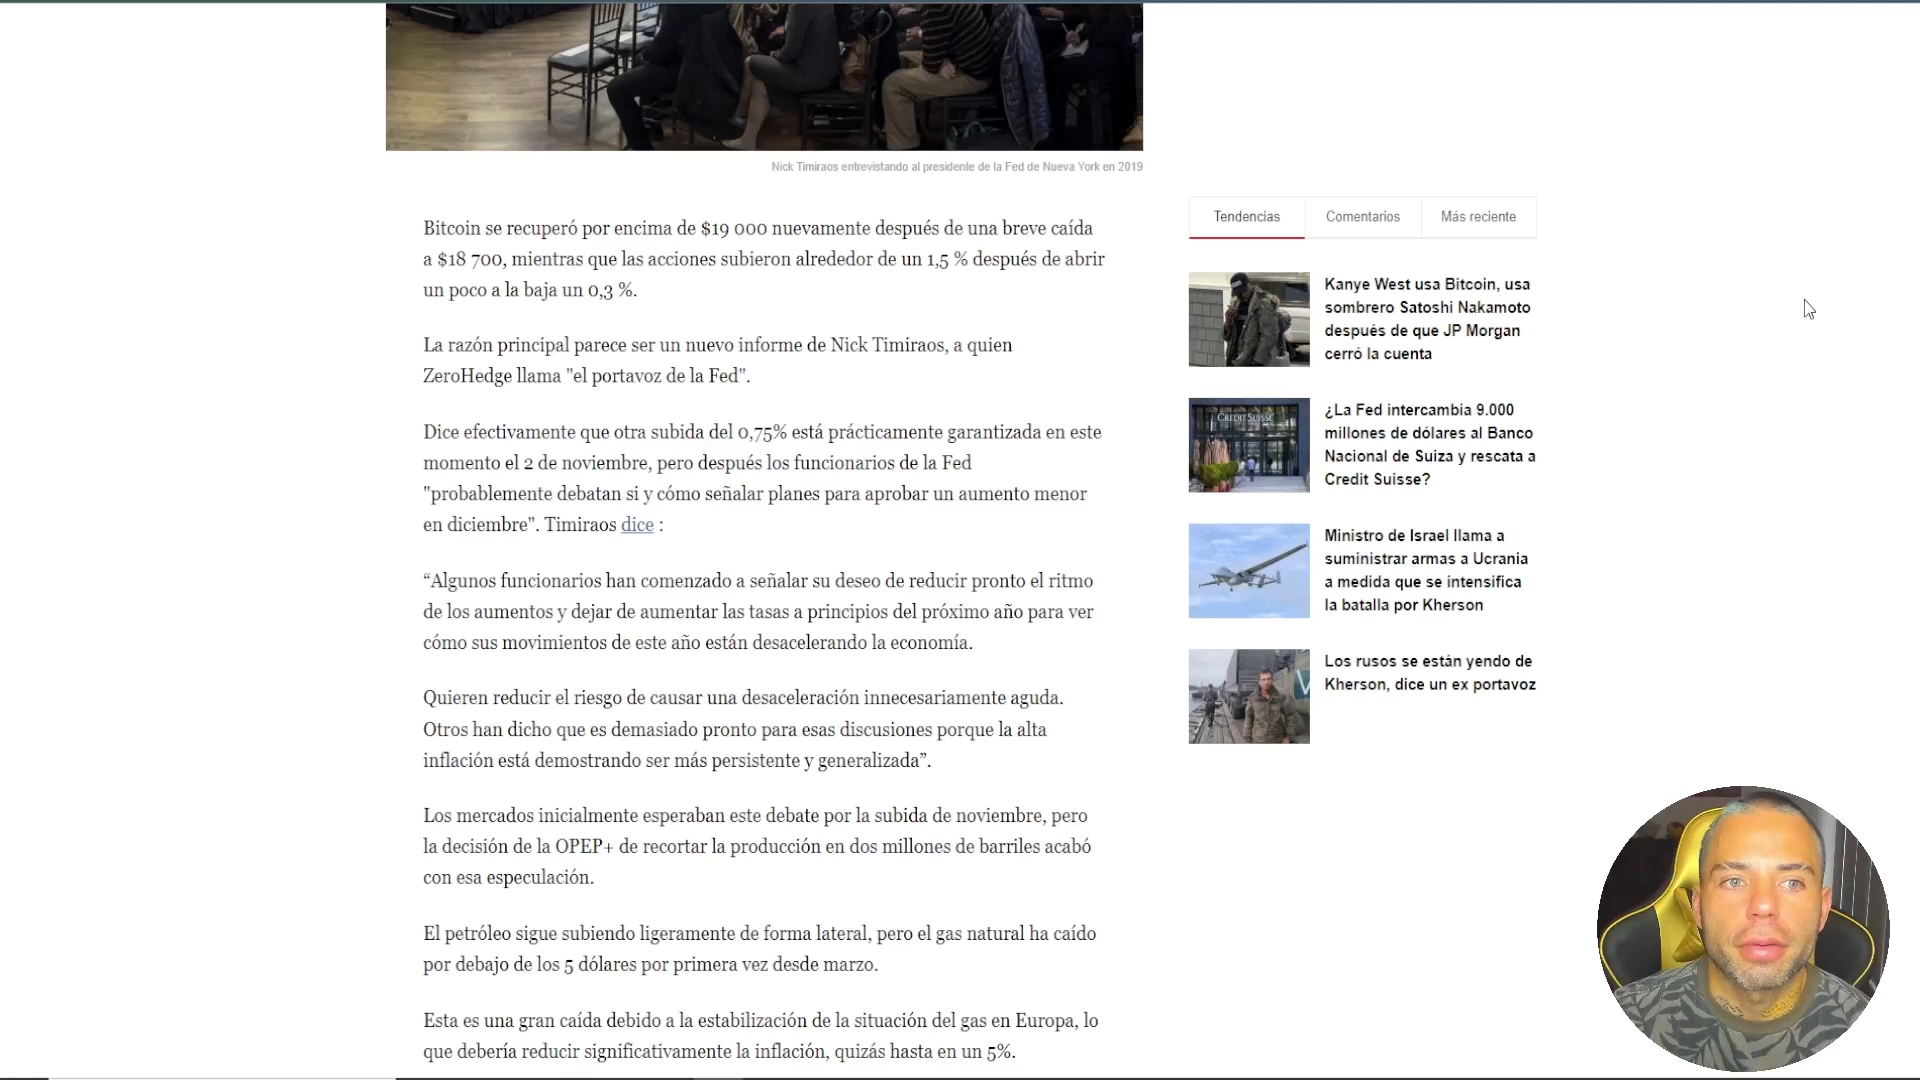 Nick Timiraos entrevistando al presidente de la Fed de Nueva York en 2019
Bitcoin se recuperó por encima de $19 000 nuevamente después de una breve caída
a $18 700, mientras que las acciones subieron alrededor de un 1,5 % después de abrir
un poco a la baja un 0,3 %.
La razón principal parece ser un nuevo informe de Nick Timiraos, a quien
ZeroHedge llama "el portavoz de la Fed".
Dice efectivamente que otra subida del 0,75% está prácticamente garantizada en este
momento el 2 de noviembre, pero después los funcionarios de la Fed
"probablemente debatan si y cómo señalar planes para aprobar un aumento menor
en diciembre". Timiraos dice :
“Algunos funcionarios han comenzado a señalar su deseo de reducir pronto el ritmo
de los aumentos y dejar de aumentar las tasas a principios del próximo año para ver
cómo sus movimientos de este año están desacelerando la economía.
Quieren reducir el riesgo de causar una desaceleración innecesariamente aguda.
Otros han dicho que es demasiado pronto para esas discusiones porque la alta
inflación está demostrando ser más persistente y generalizada”.
Los mercados inicialmente esperaban este debate por la subida de noviembre, pero
la decisión de la OPEP+ de recortar la producción en dos millones de barriles acabó
con esa especulación.
El petróleo sigue subiendo ligeramente de forma lateral, pero el gas natural ha caído
por debajo de los 5 dólares por primera vez desde marzo.
Esta es una gran caída debido a la estabilización de la situación del gas en Europa, lo
que debería reducir significativamente la inflación, quizás hasta en un 5%.
Tendencias
Comentarios
Más reciente
Kanye West usa Bitcoin, usa
sombrero Satoshi Nakamoto
después de que JP Morgan
cerró la cuenta
CREDIT SUISSE
¿La Fed intercambia 9.000
millones de dólares al Banco
Nacional de Suiza y rescata a
Credit Suisse?
Ministro de Israel llama a
suministrar armas a Ucrania
a medida que se intensifica
la batalla por Kherson
V
Los rusos se están yendo de
Kherson, dice un ex portavoz